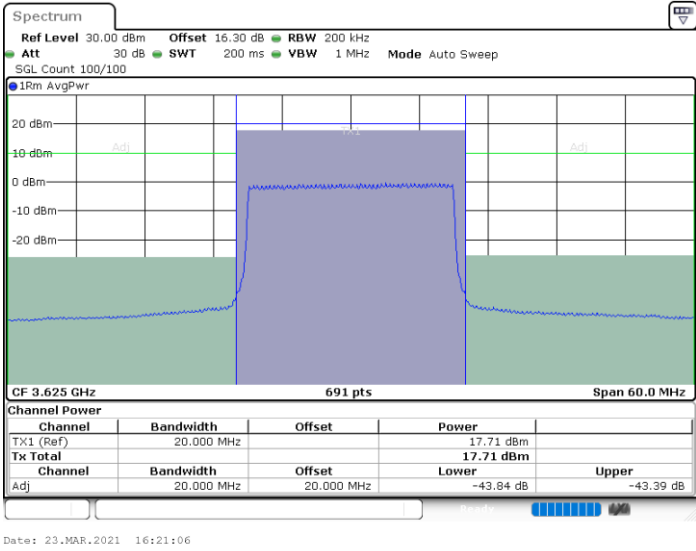 Spectrum
Ref Level 30.00 dBm Offset 16.30 dB RBW 200 kHz
Att 30 dB SWT 200 ms VBW 1 MHz Mode Auto Sweep
SGL Count 100/100
1Rm AvgPwr
20 dBm
TX1
Adj
Adj
10 dBm
0 dBm
-10 dBm
-20 dBm
CF 3.625 GHz 691 pts Span 60.0 MHz
Channel Power
Channel Bandwidth Offset Power
TX1 (Ref) 20.000 MHz 17.71 dBm
Tx Total 17.71 dBm
Channel Bandwidth Offset Lower Upper
Adj 20.000 MHz 20.000 MHz -43.84 dB -43.39 dB
Ready
Date: 23.MAR.2021 16:21:06